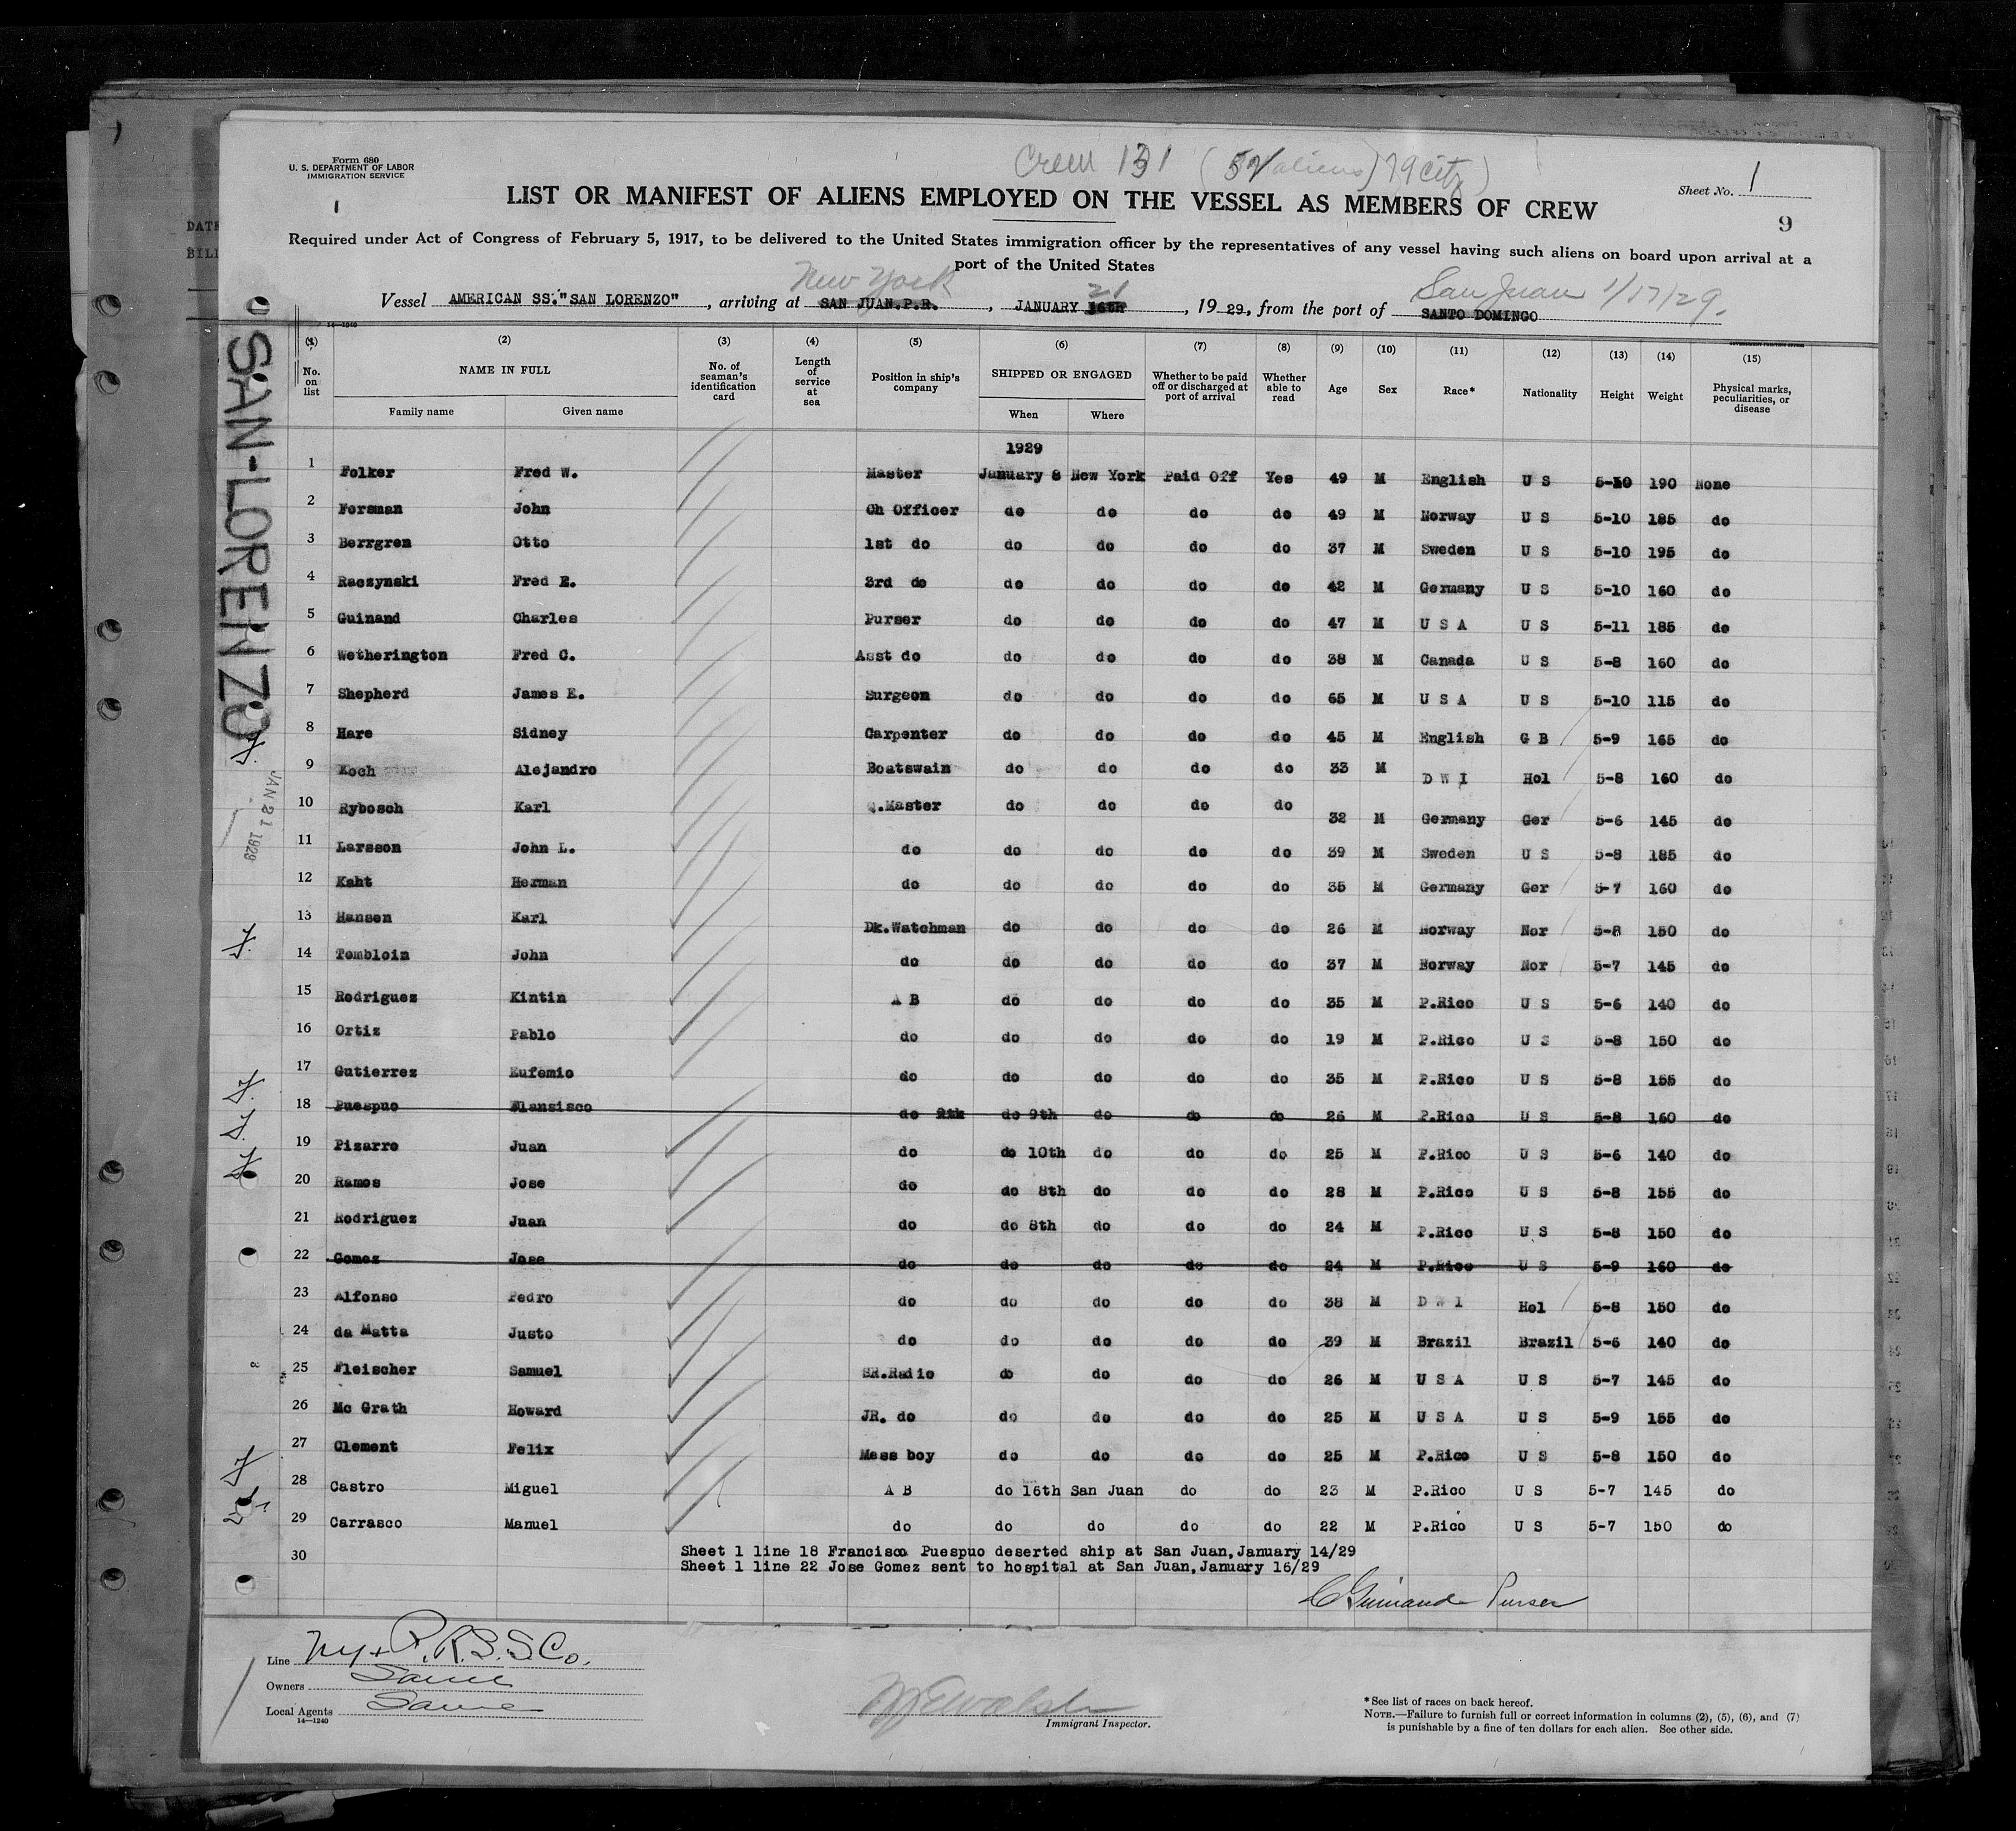 Form 680
U. S. DEPARTMENT OF LABOR
IMMIGRATION SERVICE
1
Crew 131 (52 aliens) 79 citz)
Sheet No. 1
LIST OR MANIFEST OF ALIENS EMPLOYED ON THE VESSEL AS MEMBERS OF CREW
9
Required under Act of Congress of February 5, 1917, to be delivered to the United States immigration officer by the representatives of any vessel having such aliens on board upon arrival at a
port of the United States
New York 21 San Juan 1/17/29.
Vessel AMERICAN SS."SAN LORENZO", arriving at SAN JUAN.P.R., JANUARY 16th, 1929, from the port of SANTO DOMINGO
14-1240
(1) (2) (3) (4) (5) (6) (7) (8) (9) (10) (11) (12) (13) (14) (15)
No. on list NAME IN FULL Family name Given name No. of seaman's identification card Length of service at sea Position in ship's company SHIPPED OR ENGAGED When Where Whether to be paid off or discharged at port of arrival Whether able to read Age Sex Race* Nationality Height Weight Physical marks, peculiarities, or disease
1929
1 Folker Fred W. Master January 8 New York Paid Off Yes 49 M English U S 5-10 190 None
2 Forsman John Ch Officer do do do do 49 M Norway U S 5-10 185 do
3 Berrgren Otto 1st do do do do do 37 M Sweden U S 5-10 195 do
4 Raczynski Fred E. 3rd do do do do do 42 M Germany U S 5-10 160 do
5 Guinand Charles Purser do do do do 47 M U S A U S 5-11 185 do
6 Wetherington Fred C. Asst do do do do do 38 M Canada U S 5-8 160 do
7 Shepherd James E. Surgeon do do do do 65 M U S A U S 5-10 115 do
8 Hare Sidney Carpenter do do do do 45 M English G B 5-9 165 do
9 Koch Alejandro Boatswain do do do do 33 M D W I Hol 5-8 160 do
10 Rybosch Karl Q.Master do do do do 32 M Germany Ger 5-6 145 do
11 Larsson John L. do do do do do 39 M Sweden U S 5-8 185 do
12 Kaht Herman do do do do do 35 M Germany Ger 5-7 160 do
13 Hansen Karl Dk.Watchman do do do do 26 M Norway Nor 5-8 150 do
14 Tombloin John do do do do do 37 M Norway Nor 5-7 145 do
15 Rodriguez Kintin A B do do do do 35 M P.Rico U S 5-6 140 do
16 Ortiz Pablo do do do do do 19 M P.Rico U S 5-8 150 do
17 Gutierrez Eufemio do do do do do 35 M P.Rico U S 5-8 155 do
18 Puespuo Flansisco do 9th do 9th do do do 26 M P.Rico U S 5-8 160 do
19 Pizarro Juan do do 10th do do do 25 M P.Rico U S 5-6 140 do
20 Ramos Jose do do 8th do do do 28 M P.Rico U S 5-8 155 do
21 Rodriguez Juan do do 8th do do do 24 M P.Rico U S 5-8 150 do
22 Gomez Jose do do do do do 24 M P.Rico U S 5-9 160 do
23 Alfonso Pedro do do do do do 38 M D W I Hol 5-8 150 do
24 da Matta Justo do do do do do 39 M Brazil Brazil 5-6 140 do
25 Fleischer Samuel SR.Radio do do do do 26 M U S A U S 5-7 145 do
26 Mc Grath Howard JR. do do do do do 25 M U S A U S 5-9 155 do
27 Clement Felix Mess boy do do do do 25 M P.Rico U S 5-8 150 do
28 Castro Miguel A B do 16th San Juan do do 23 M P.Rico U S 5-7 145 do
29 Carrasco Manuel do do do do do 22 M P.Rico U S 5-7 150 do
30 Sheet 1 line 18 Francisco Puespuo deserted ship at San Juan,January 14/29
Sheet 1 line 22 Jose Gomez sent to hospital at San Juan,January 16/29
C Guinand Purser
SAN-LORENZO
JAN 21 1929
Line Ny + P.R.S.S.Co.
Owners Same
Local Agents Same
14-1240
Immigrant Inspector.
*See list of races on back hereof.
NOTE.—Failure to furnish full or correct information in columns (2), (5), (6), and (7)
is punishable by a fine of ten dollars for each alien. See other side.